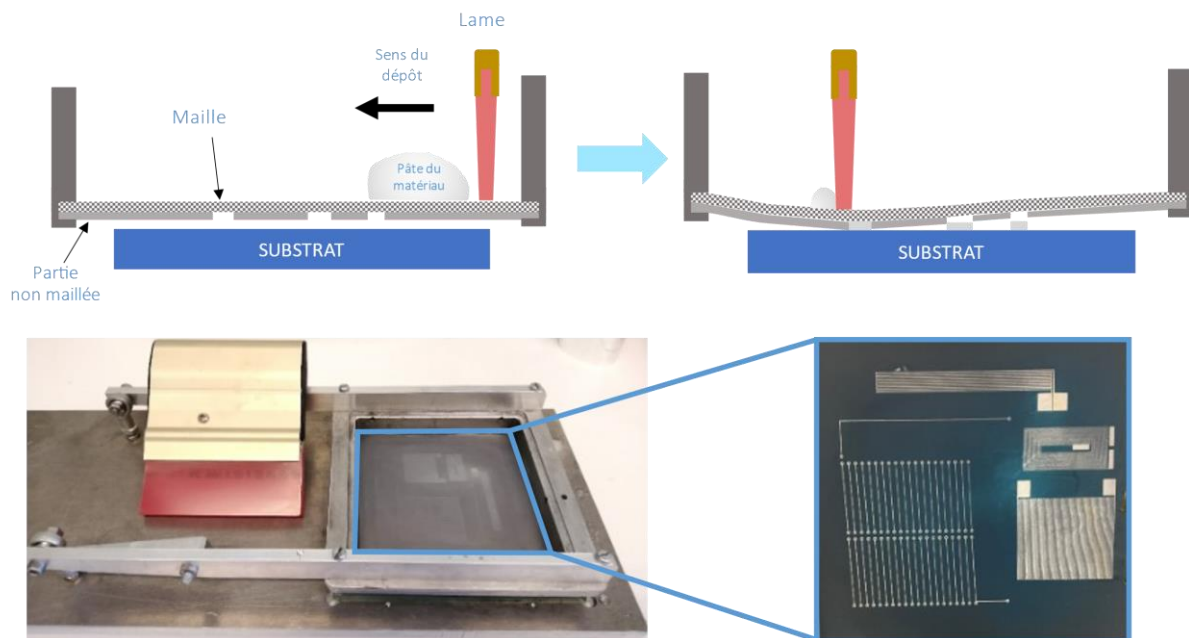 Lame
Sens du
dépôt
Maille
Pâte du
matériau
SUBSTRAT
Partie
non maillée
SUBSTRAT